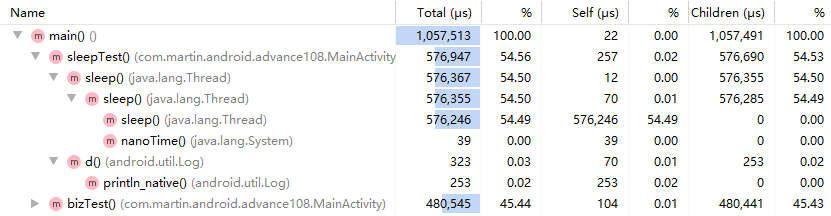 Name Total (μs) % Self (μs) % Children (μs) %
m main() () 1,057,513 100.00 22 0.00 1,057,491 100.00
m sleepTest() (com.martin.android.advance108.MainActivity 576,947 54.56 257 0.02 576,690 54.53
m sleep() (java.lang.Thread) 576,367 54.50 12 0.00 576,355 54.50
m sleep() (java.lang.Thread) 576,355 54.50 70 0.01 576,285 54.49
m sleep() (java.lang.Thread) 576,246 54.49 576,246 54.49 0 0.00
m nanoTime() (java.lang.System) 39 0.00 39 0.00 0 0.00
m d() (android.util.Log) 323 0.03 70 0.01 253 0.02
m println_native() (android.util.Log) 253 0.02 253 0.02 0 0.00
m bizTest() (com.martin.android.advance108.MainActivity) 480,545 45.44 104 0.01 480,441 45.43